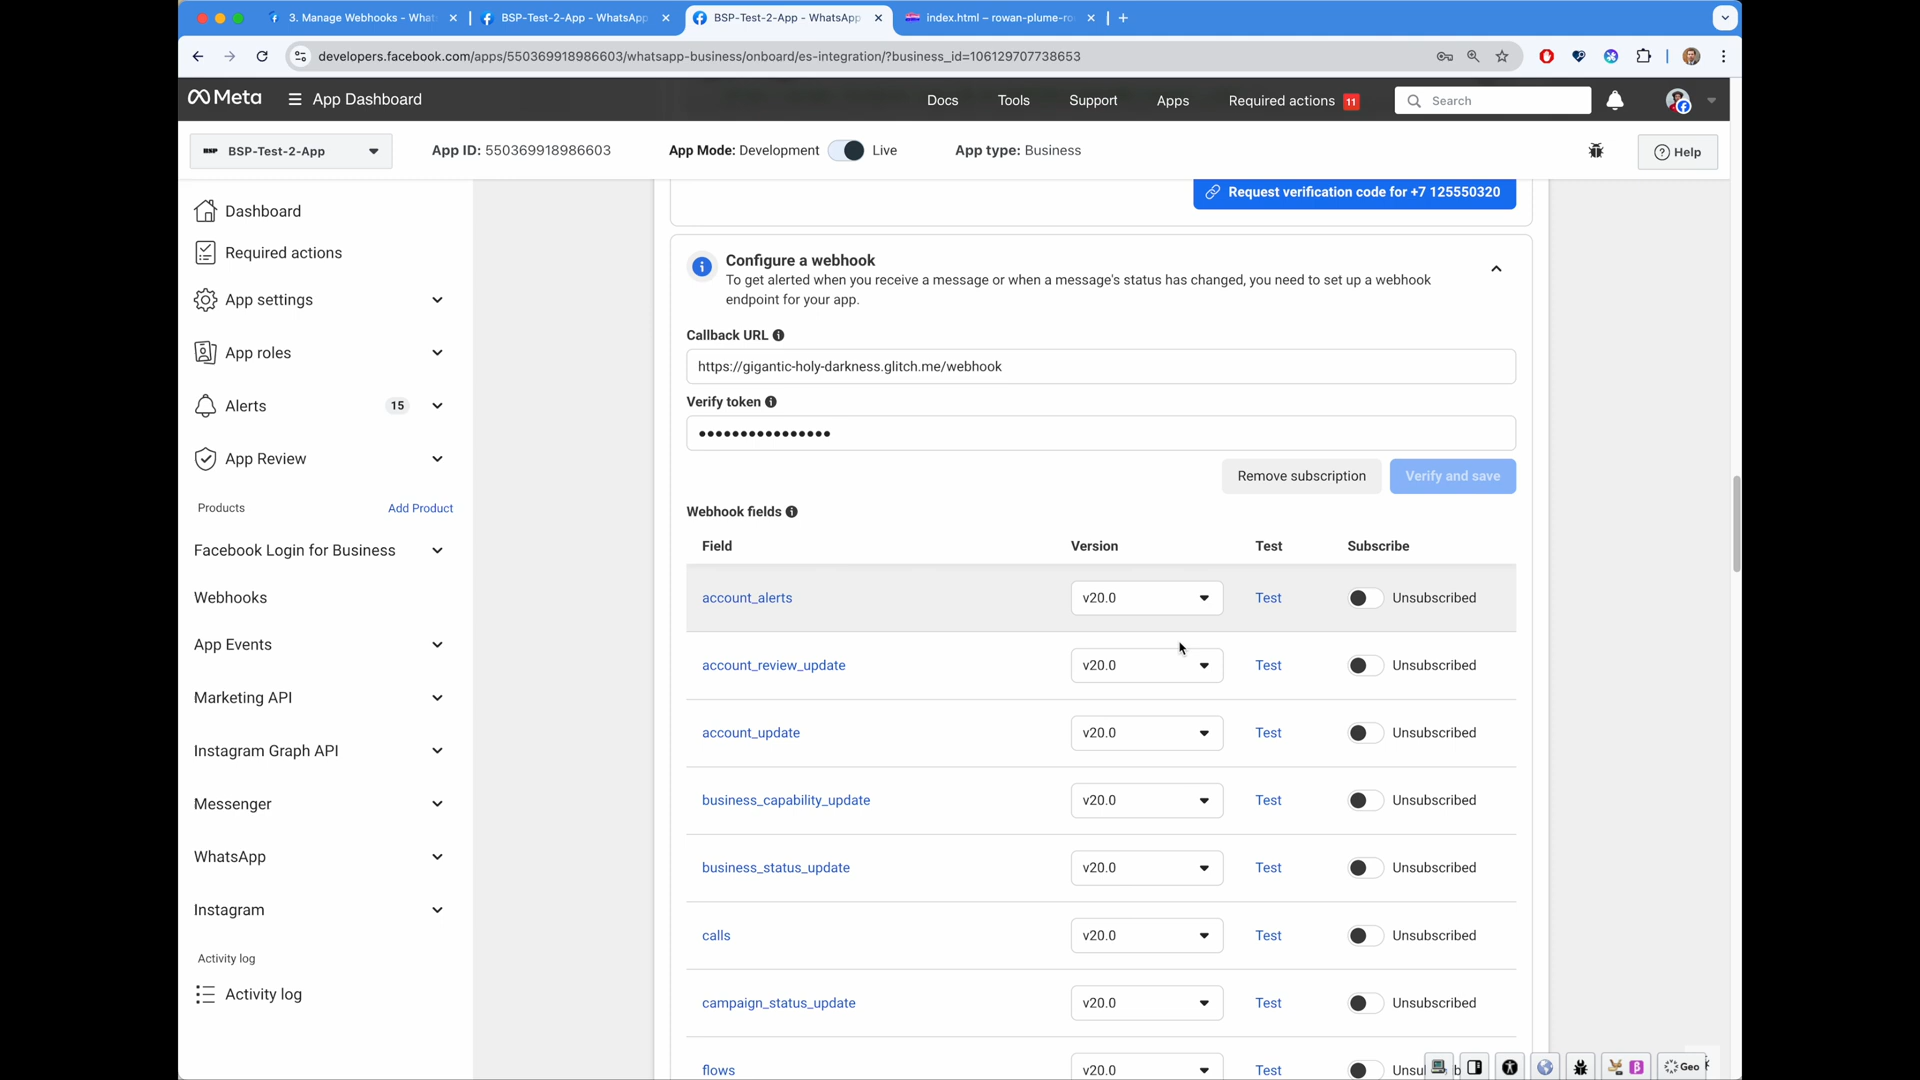 3. Manage Webhooks - What
BSP-Test-2-App - WhatsApp
BSP-Test-2-App - WhatsApp
index.html – rowan-plume-ro
developers.facebook.com/apps/550369918986603/whatsapp-business/onboard/es-integration/?business_id=106129707738653
Meta
App Dashboard
Docs
Tools
Support
Apps
Required actions 11
Search
BSP-Test-2-App
App ID: 550369918986603
App Mode: Development
Live
App type: Business
Help
Dashboard
Required actions
App settings
App roles
Alerts 15
App Review
Products
Add Product
Facebook Login for Business
Webhooks
App Events
Marketing API
Instagram Graph API
Messenger
WhatsApp
Instagram
Activity log
Activity log
Request verification code for +7 125550320
Configure a webhook
To get alerted when you receive a message or when a message's status has changed, you need to set up a webhook
endpoint for your app.
Callback URL
https://gigantic-holy-darkness.glitch.me/webhook
Verify token
••••••••••••••••
Remove subscription
Verify and save
Webhook fields
Field Version Test Subscribe
account_alerts v20.0 Test Unsubscribed
account_review_update v20.0 Test Unsubscribed
account_update v20.0 Test Unsubscribed
business_capability_update v20.0 Test Unsubscribed
business_status_update v20.0 Test Unsubscribed
calls v20.0 Test Unsubscribed
campaign_status_update v20.0 Test Unsubscribed
flows v20.0 Test
Geo